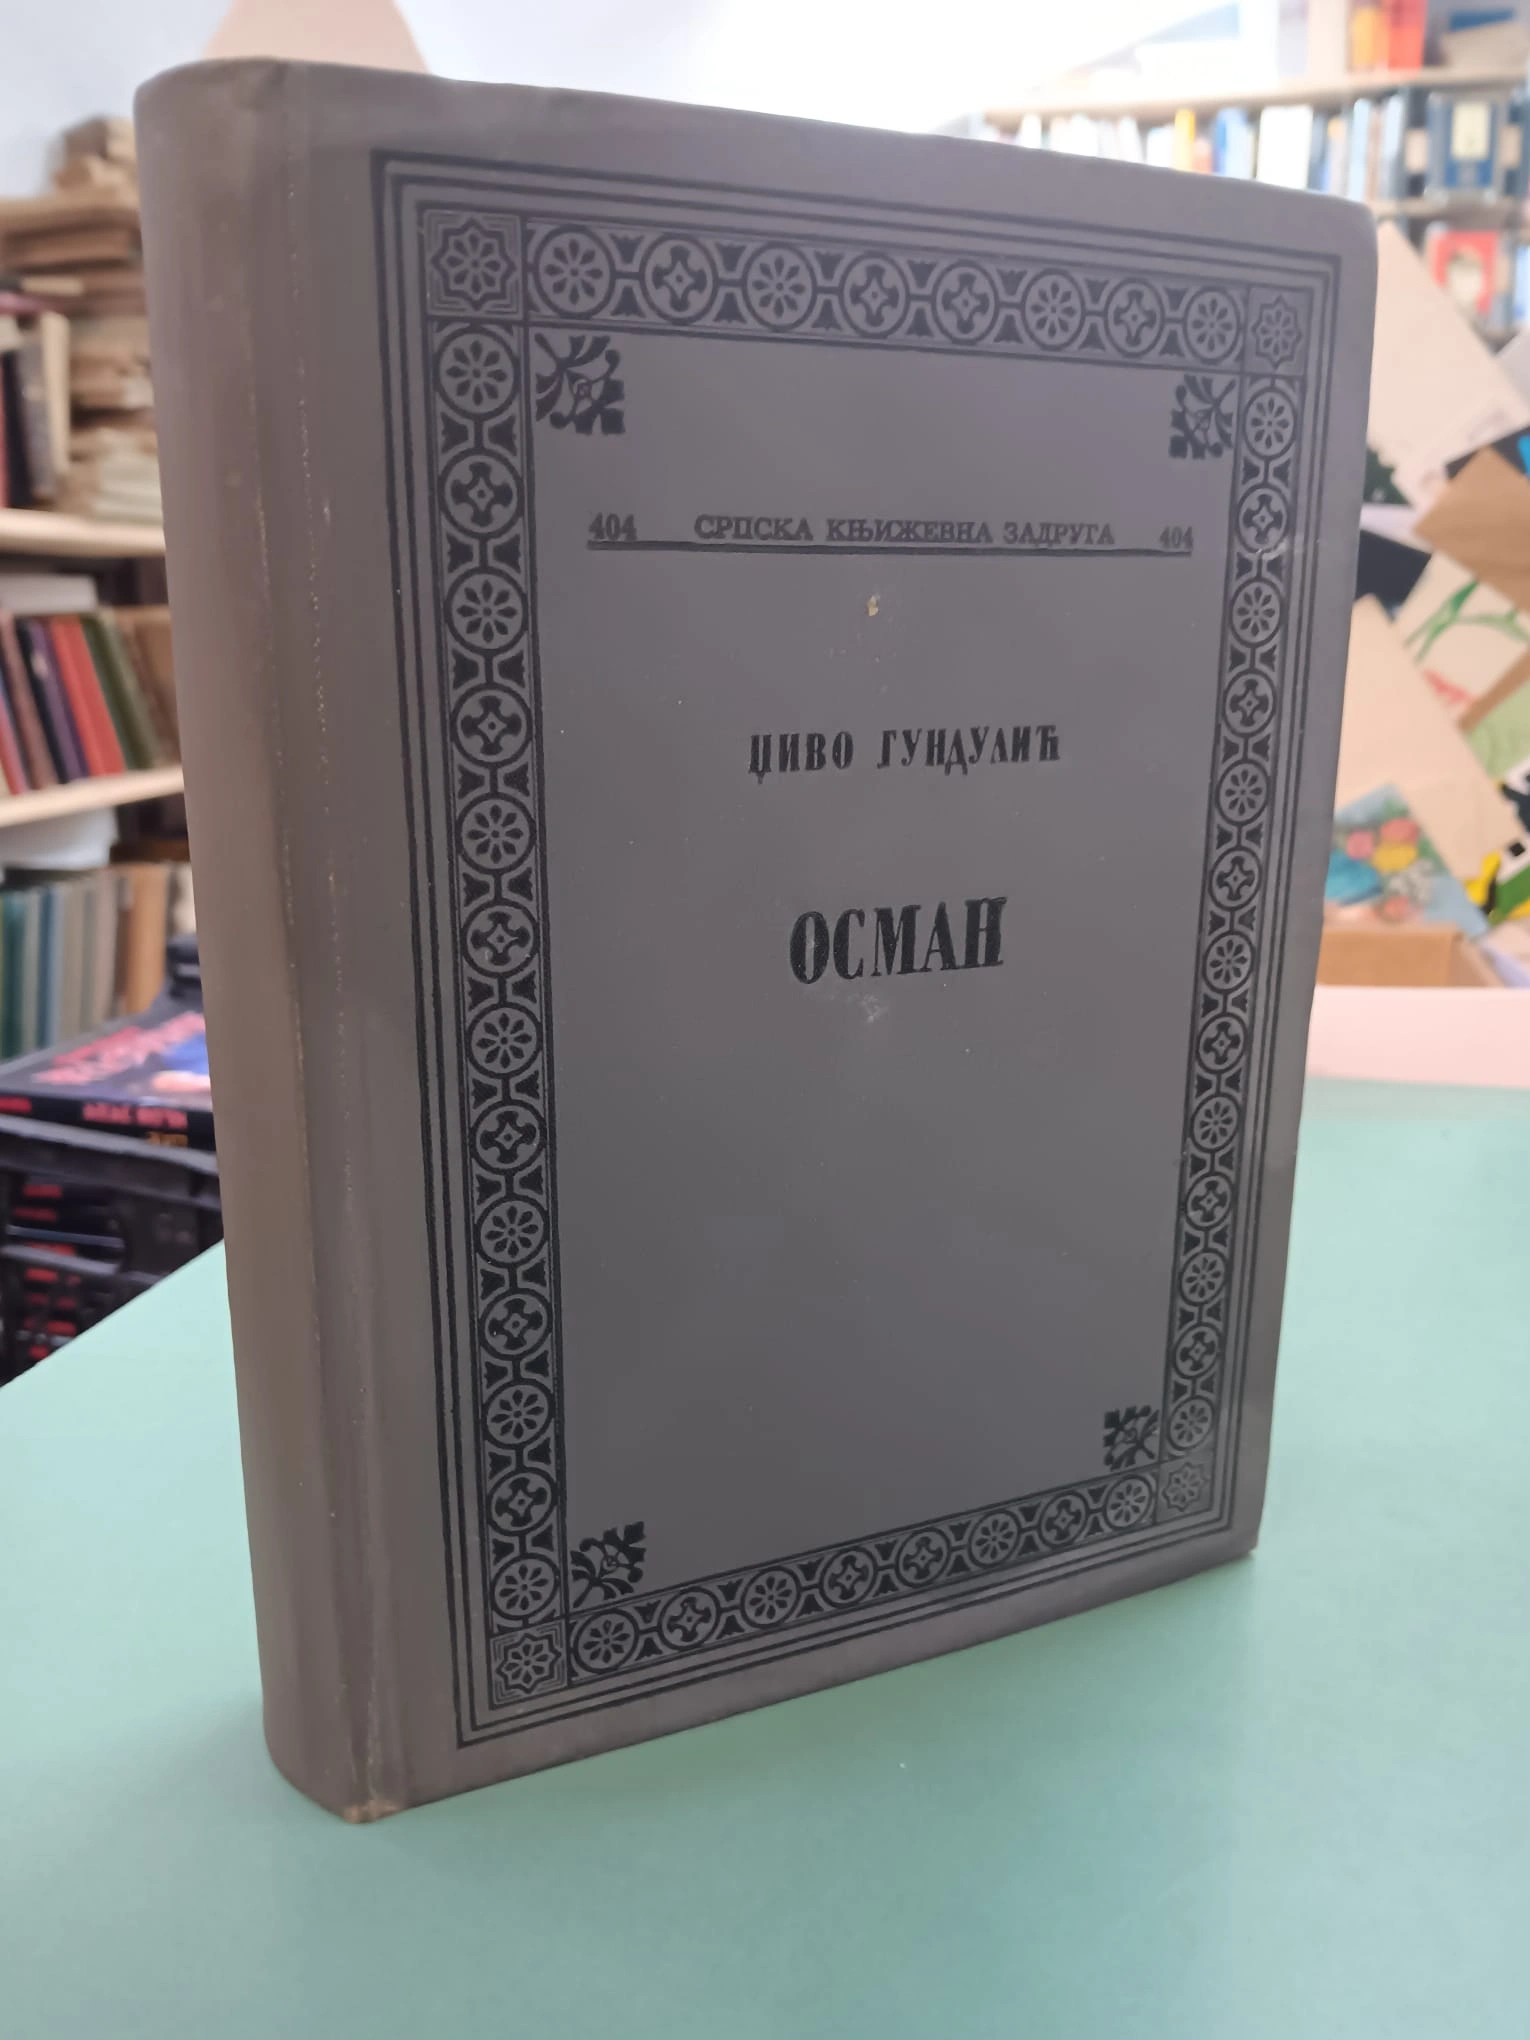 404 СРПСКА КЊИЖЕВНА ЗАДРУГА 404
ЏИВО ГУНДУЛИЋ
ОСМАН